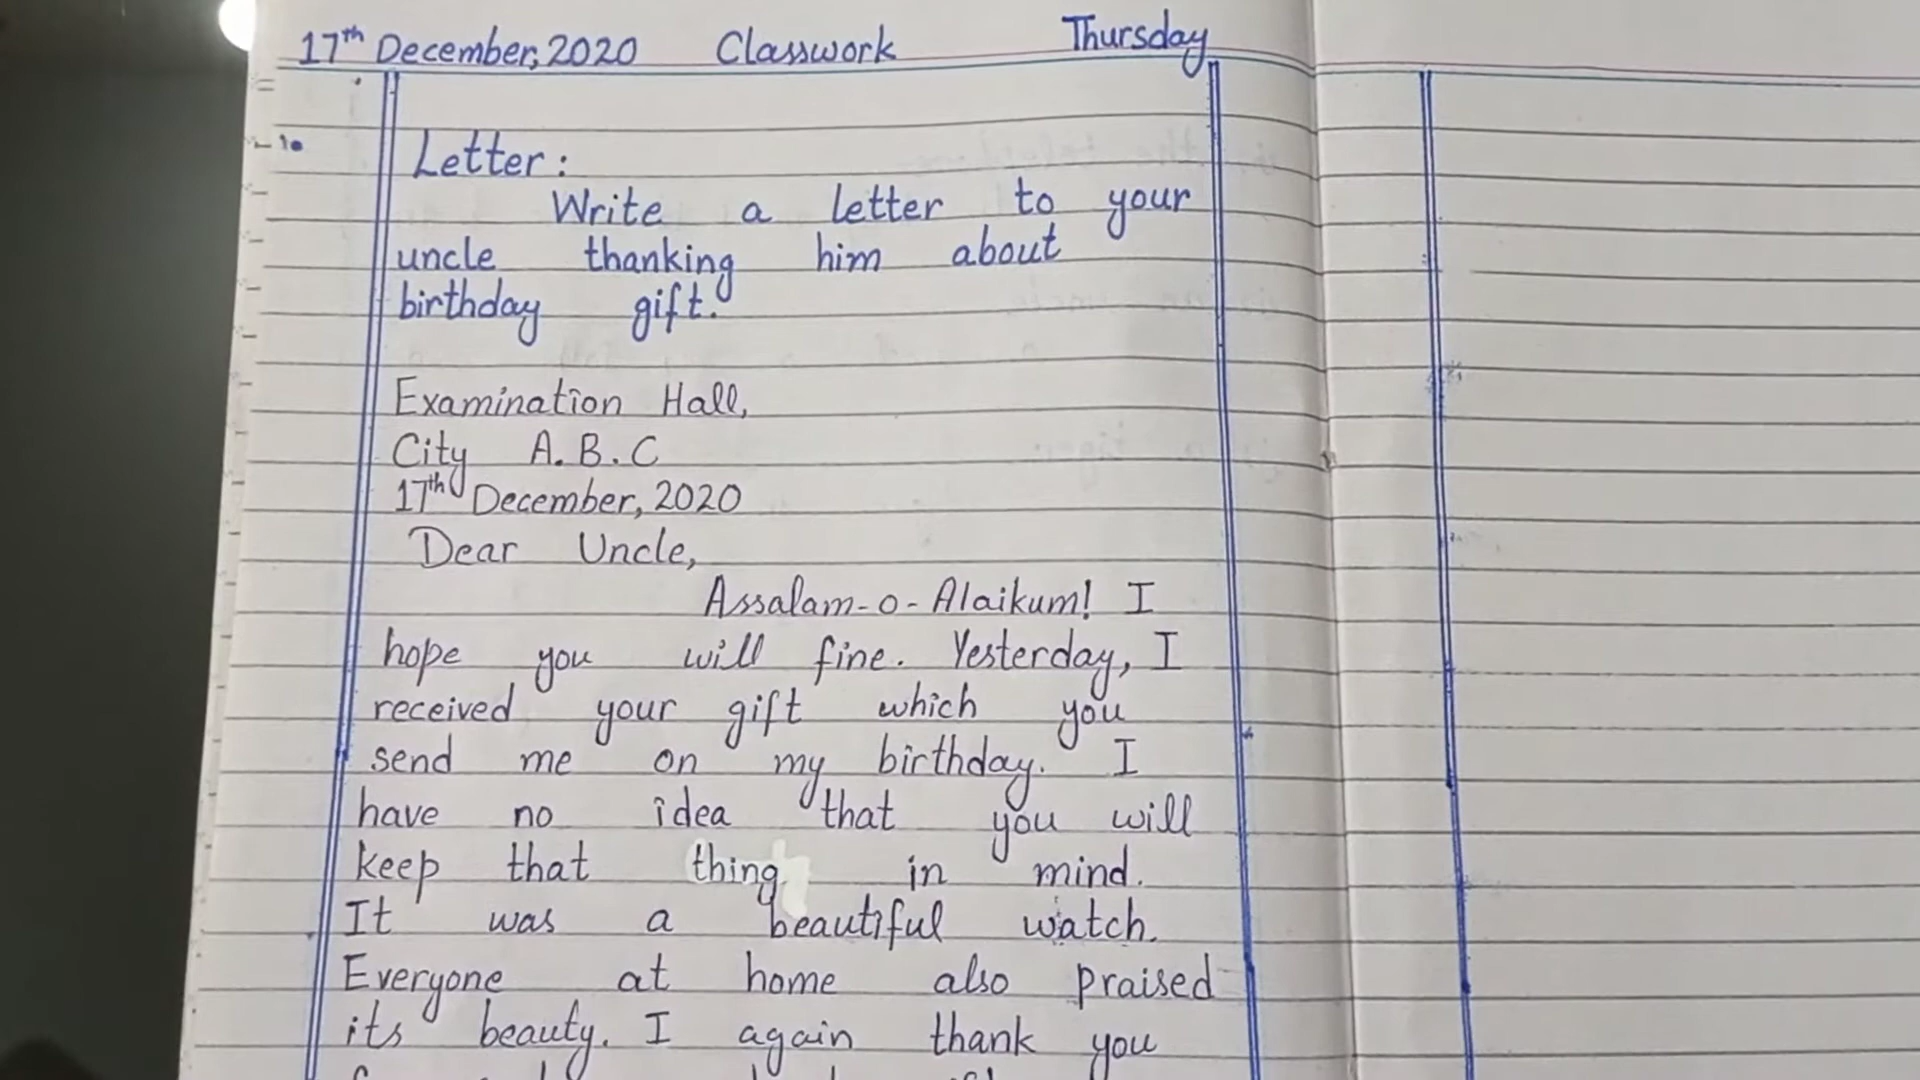 17th December, 2020 Classwork Thursday
Letter:
Write a letter to your
uncle thanking him about
birthday gift.
Examination Hall,
City A.B.C
17th December, 2020
Dear Uncle,
Assalam-o-Alaikum! I
hope you will fine. Yesterday, I
received your gift which you
send me on my birthday. I
have no idea that you will
keep that thing in mind.
It was a beautiful watch.
Everyone at home also praised
its beauty. I again thank you